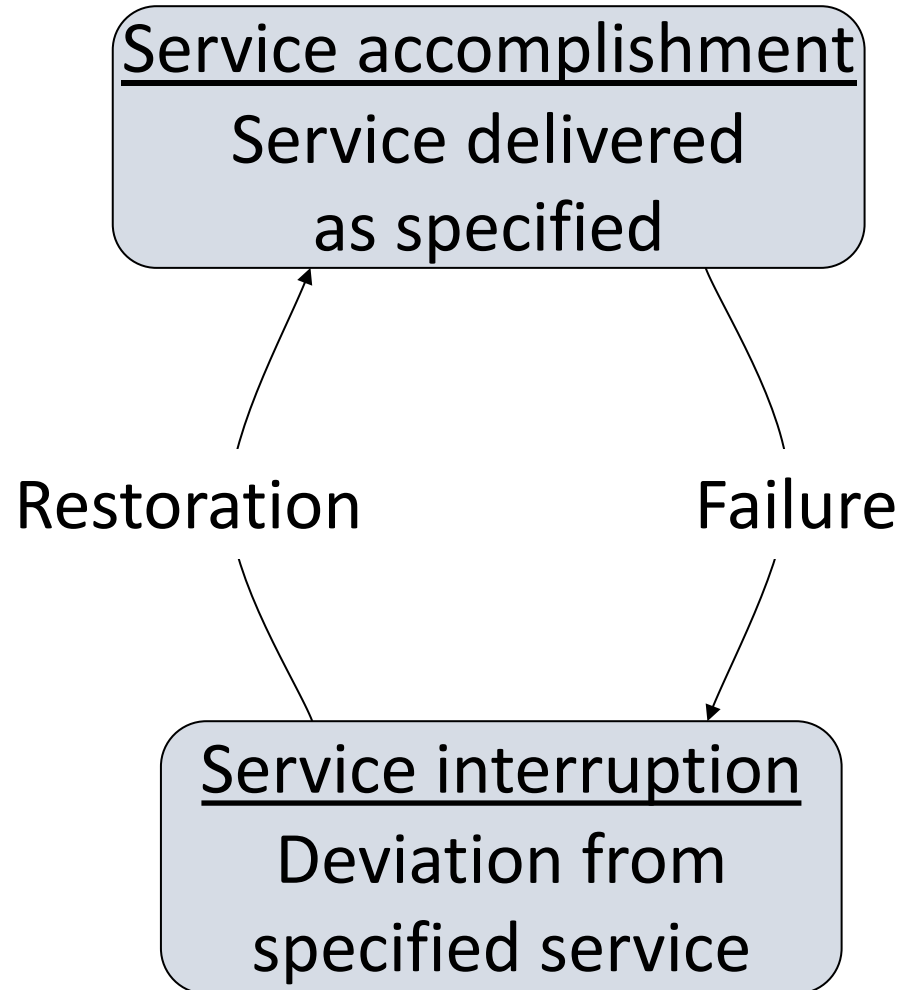 Service accomplishment
Service delivered
as specified
Restoration
Failure
Service interruption
Deviation from
specified service